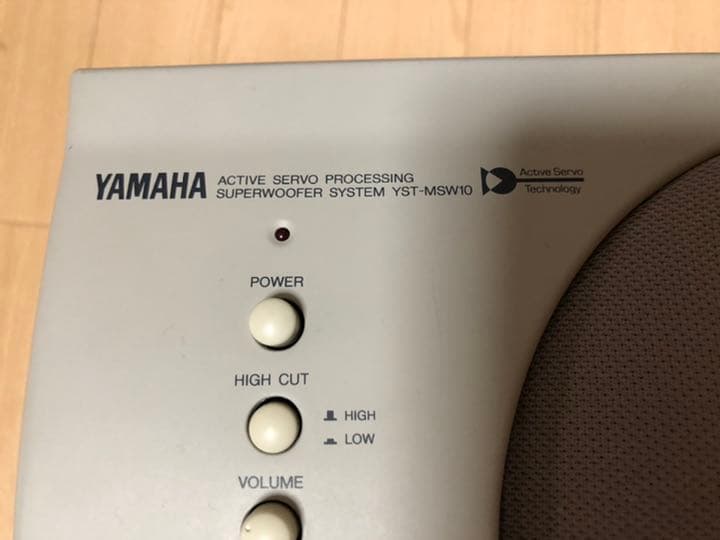 YAMAHA
ACTIVE SERVO PROCESSING
SUPERWOOFER SYSTEM YST-MSW10
Active Servo
Technology
POWER
HIGH CUT
HIGH
LOW
VOLUME